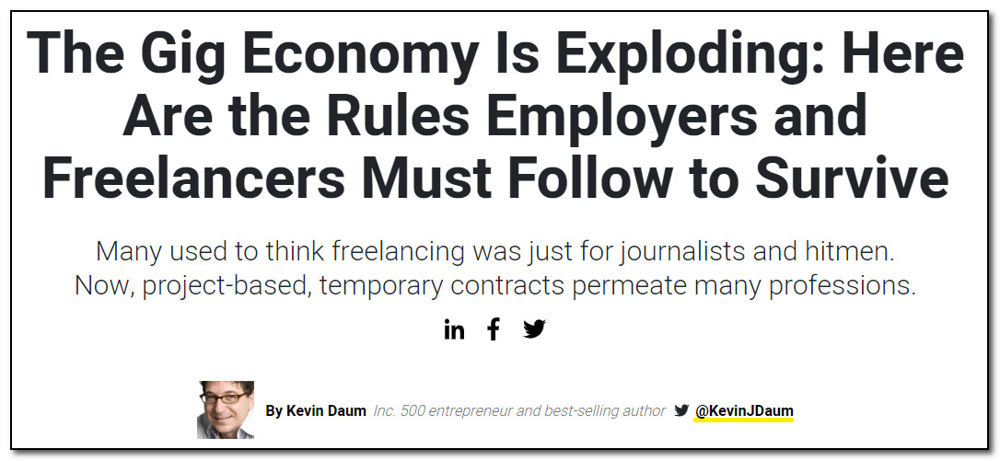 The Gig Economy Is Exploding: Here
Are the Rules Employers and
Freelancers Must Follow to Survive
Many used to think freelancing was just for journalists and hitmen.
Now, project-based, temporary contracts permeate many professions.
By Kevin Daum Inc. 500 entrepreneur and best-selling author @KevinJDaum